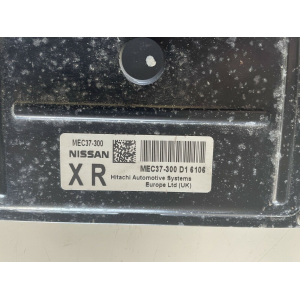 MEC37-300
NISSAN
MEC37-300 D1 6106
XR
Hitachi Automotive Systems
Europe Ltd (UK)